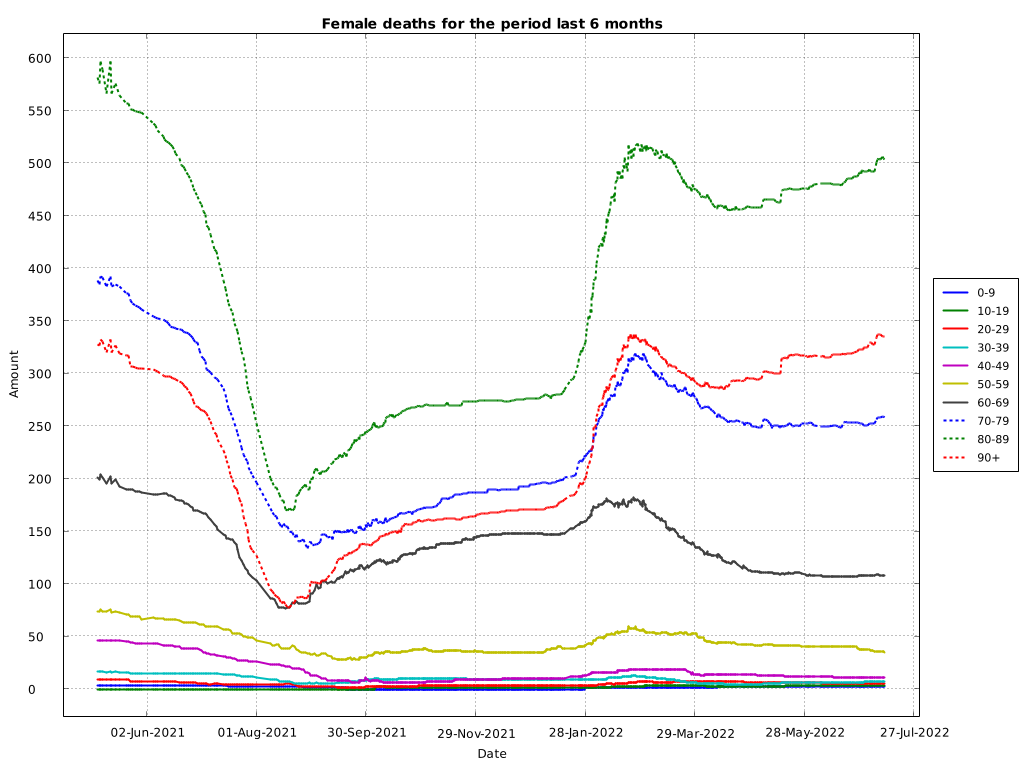 Female deaths for the period last 6 months
Amount
600
550
500
450
400
350
300
250
200
150
100
50
0
02-Jun-2021
01-Aug-2021
30-Sep-2021
29-Nov-2021
28-Jan-2022
29-Mar-2022
28-May-2022
27-Jul-2022
Date
0-9
10-19
20-29
30-39
40-49
50-59
60-69
70-79
80-89
90+